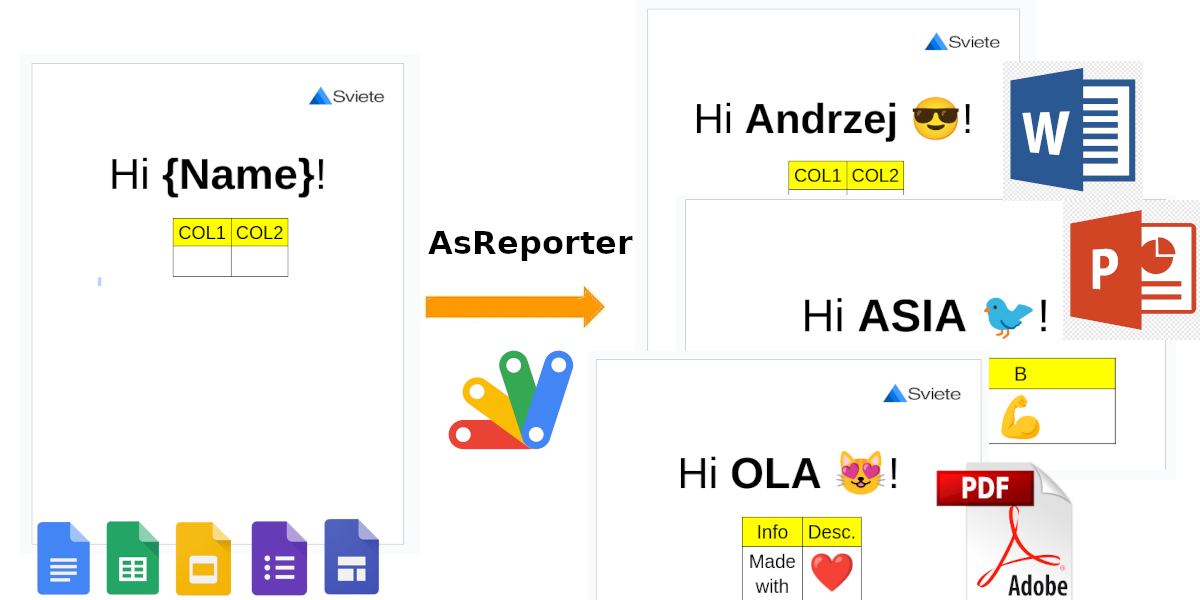 Sviete
Hi {Name}!
COL1 COL2
AsReporter
Sviete
Hi Andrzej 😎!
COL1 COL2
W
Hi ASIA 🐦!
P
B
💪
Sviete
Hi OLA 😻!
Info Desc.
Made
with ❤️
PDF
Adobe